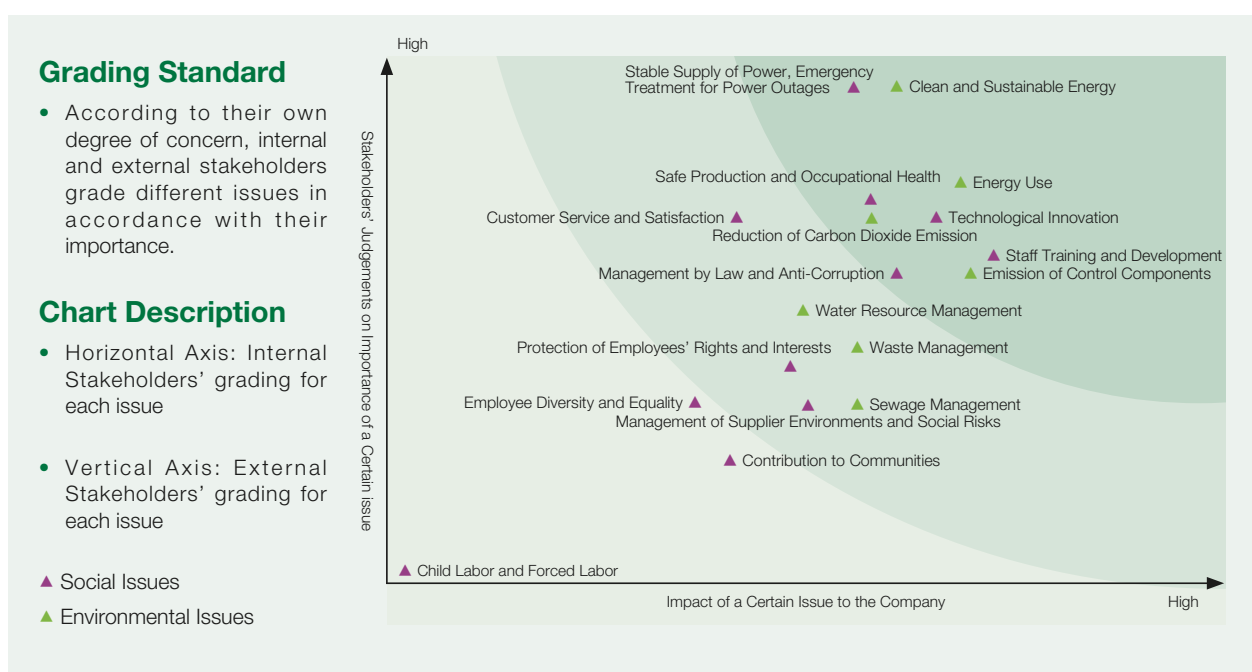 Grading Standard
• According to their own
degree of concern, internal
and external stakeholders
grade different issues in
accordance with their
importance.
Chart Description
• Horizontal Axis: Internal
Stakeholders' grading for
each issue
• Vertical Axis: External
Stakeholders' grading for
each issue
Social Issues
Environmental Issues
High
Stakeholders' Judgements on Importance of a Certain issue
Stable Supply of Power, Emergency
Treatment for Power Outages
Clean and Sustainable Energy
Safe Production and Occupational Health
Energy Use
Customer Service and Satisfaction
Technological Innovation
Reduction of Carbon Dioxide Emission
Staff Training and Development
Management by Law and Anti-Corruption
Emission of Control Components
Water Resource Management
Protection of Employees' Rights and Interests
Waste Management
Employee Diversity and Equality
Sewage Management
Management of Supplier Environments and Social Risks
Contribution to Communities
Child Labor and Forced Labor
Impact of a Certain Issue to the Company
High